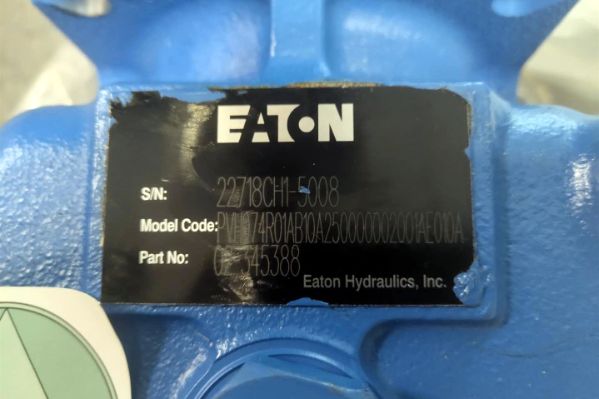 EATON
S/N: 22718CH1-5008
Model Code:
Part No:
Eaton Hydraulics, Inc.